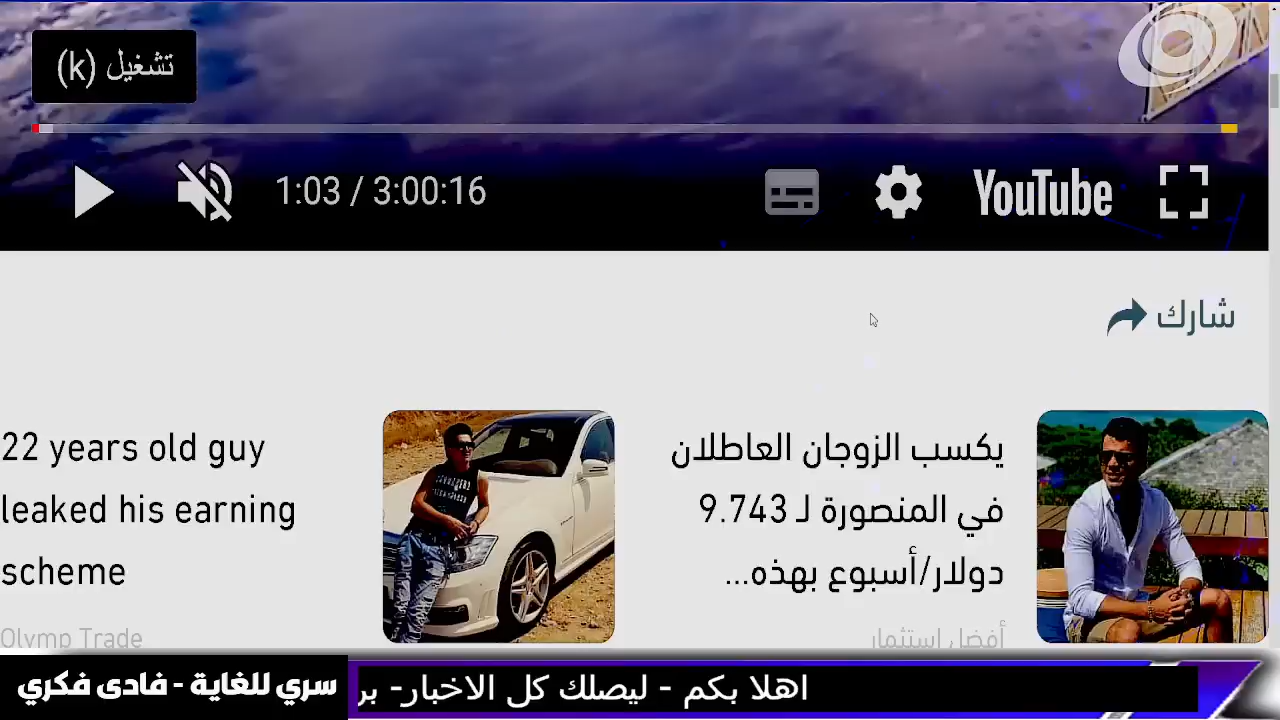 تشغيل (k)
1:03 / 3:00:16
YouTube
شارك
يكسب الزوجان العاطلان
في المنصورة لـ 9.743
دولار/أسبوع بهذه...
أفضل استثمار
22 years old guy
leaked his earning
scheme
Olymp Trade
اهلا بكم - ليصلك كل الاخبار- بر
سري للغاية - فادى فكري